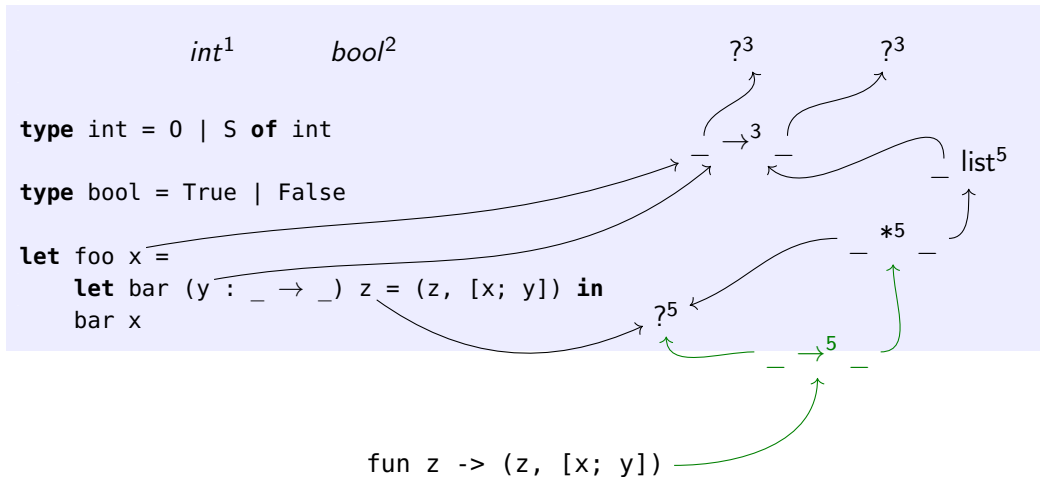 int¹ bool² ?³ ?³
type int = O | S of int
_ →³ _
_ list⁵
type bool = True | False
_ *⁵ _
let foo x =
let bar (y : _ → _) z = (z, [x; y]) in
bar x
?⁵
_ →⁵ _
fun z -> (z, [x; y])